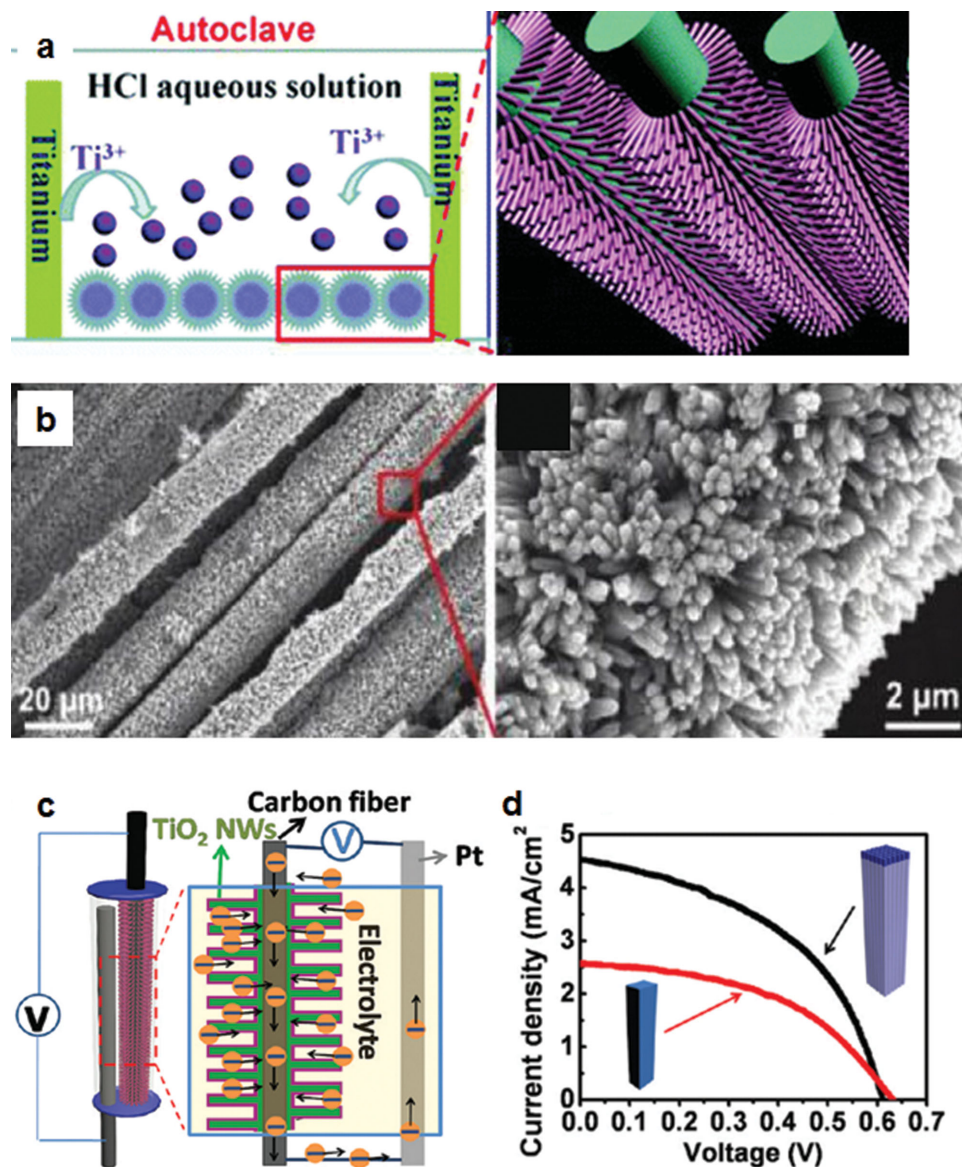 a
Autoclave
HCl aqueous solution
Titanium
Titanium
Ti3+
Ti3+
b
20 μm
2 μm
c
Carbon fiber
TiO2 NWs
V
Pt
Electrolyte
V
d
Current density (mA/cm2)
5
4
3
2
1
0
0.0 0.1 0.2 0.3 0.4 0.5 0.6 0.7
Voltage (V)